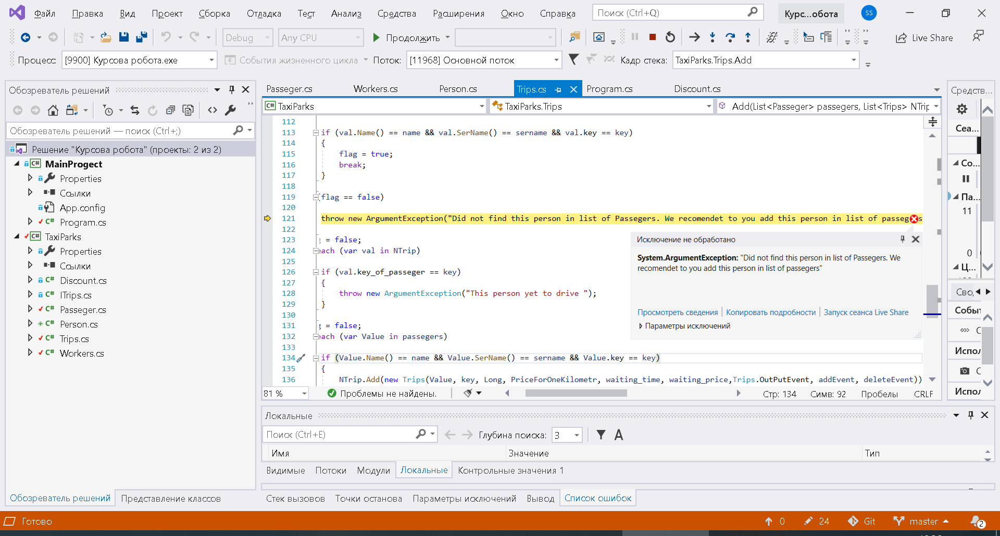 Файл Правка Вид Проект Сборка Отладка Тест Анализ Средства Расширения Окно Справка Поиск (Ctrl+Q) Курс...обота SS
Debug Any CPU Продолжить Live Share
Процесс: [9900] Курсова робота.exe События жизненного цикла Поток: [11968] Основной поток Кадр стека: TaxiParks.Trips.Add
Обозреватель решений
Обозреватель решений — поиск (Ctrl+;)
Решение "Курсова робота" (проекты: 2 из 2)
C# MainProgect
Properties
Ссылки
App.config
C# Program.cs
C# TaxiParks
Properties
Ссылки
C# Discount.cs
C# ITrips.cs
C# Passeger.cs
C# Person.cs
C# Trips.cs
C# Workers.cs
Обозреватель решений Представление классов
Passeger.cs Workers.cs Person.cs Trips.cs Program.cs Discount.cs
C# TaxiParks TaxiParks.Trips Add(List<Passeger> passegers, List<Trips> NTrip
112
113 if (val.Name() == name && val.SerName() == sername && val.key == key)
114 {
115 flag = true;
116 break;
117 }
118
119 (flag == false)
120
121 throw new ArgumentException("Did not find this person in list of Passegers. We recomendet to you add this person in list of passeg s
122
123 g = false;
124 each (var val in NTrip)
125
126 if (val.key_of_passeger == key)
127 {
128 throw new ArgumentException("This person yet to drive ");
129 }
130
131 g = false;
132 each (var Value in passegers)
133
134 if (Value.Name() == name && Value.SerName() == sername && Value.key == key)
135 {
136 NTrip.Add(new Trips(Value, key, Long, PriceForOneKilometr, waiting_time, waiting_price,Trips.OutPutEvent, addEvent, deleteEvent))
Исключение не обработано
System.ArgumentException: "Did not find this person in list of Passegers. We
recomendet to you add this person in list of passegers"
Просмотреть сведения | Копировать подробности | Запуск сеанса Live Share
Параметры исключений
81 % Проблемы не найдены. Стр: 134 Симв: 92 Пробелы CRLF
Средств...
Сеа...
Со...
Па...
11
0
Ц...
Сво,
Событ
С
Испол
С
Испол
Локальные
Поиск (Ctrl+E) Глубина поиска: 3 A
Имя Значение Тип
Видимые Потоки Модули Локальные Контрольные значения 1
Стек вызовов Точки останова Параметры исключений Вывод Список ошибок
Готово 0 24 Git master 2